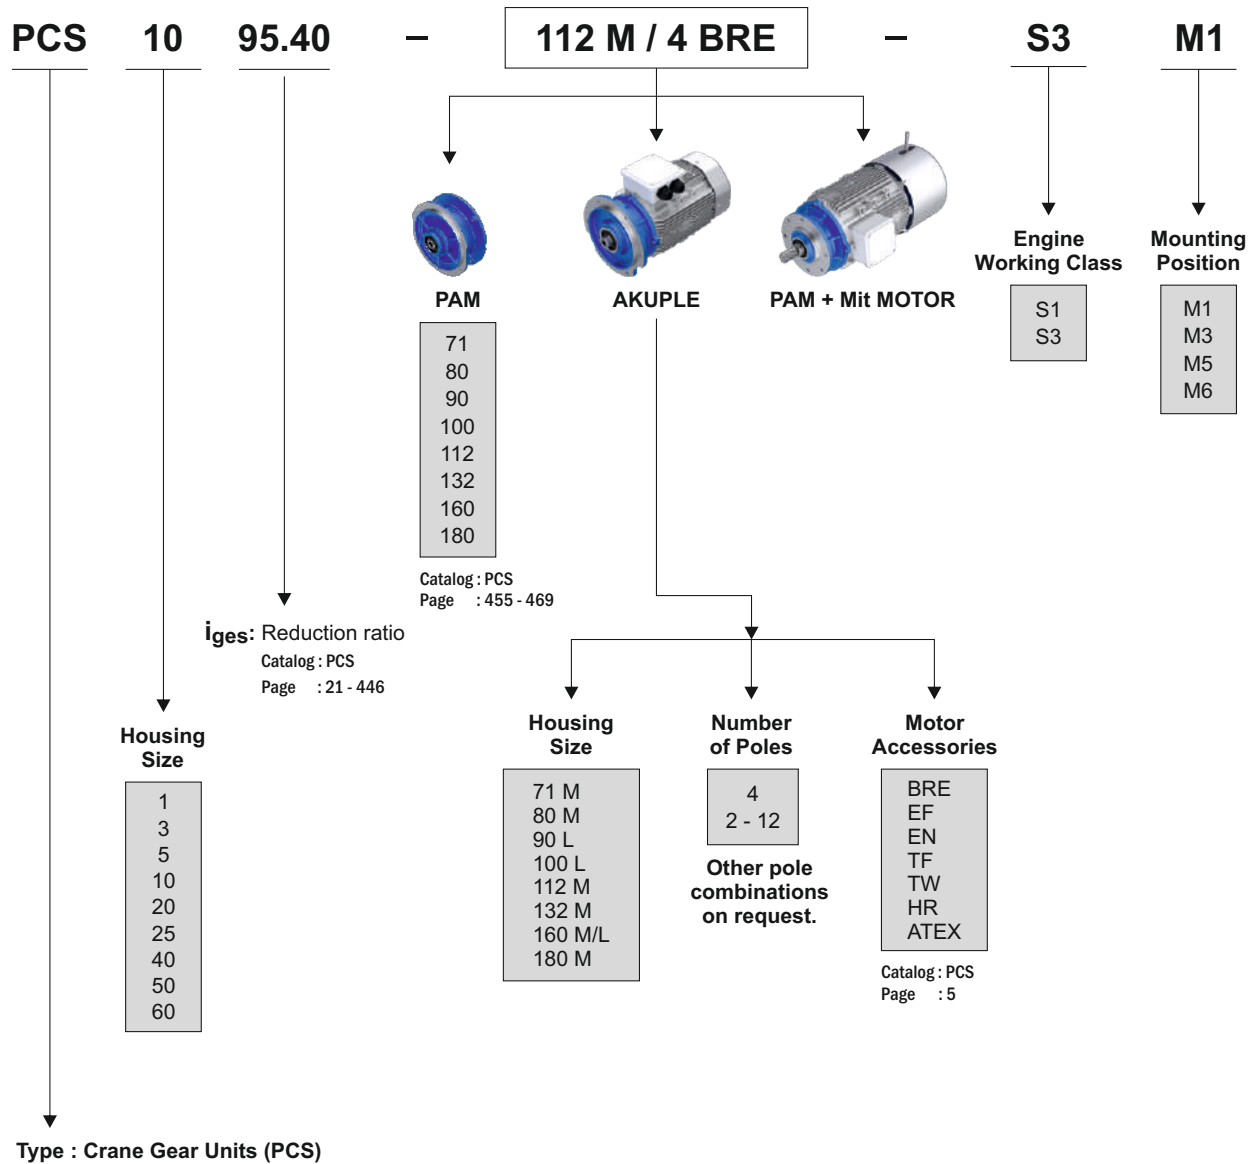 PCS 10 95.40 – 112 M / 4 BRE – S3 M1
PAM
71
80
90
100
112
132
160
180
Catalog : PCS
Page : 455 - 469
AKUPLE
PAM + Mit MOTOR
Engine
Working Class
S1
S3
Mounting
Position
M1
M3
M5
M6
iges: Reduction ratio
Catalog : PCS
Page : 21 - 446
Housing
Size
1
3
5
10
20
25
40
50
60
Housing
Size
71 M
80 M
90 L
100 L
112 M
132 M
160 M/L
180 M
Number
of Poles
4
2 - 12
Other pole
combinations
on request.
Motor
Accessories
BRE
EF
EN
TF
TW
HR
ATEX
Catalog : PCS
Page : 5
Type : Crane Gear Units (PCS)